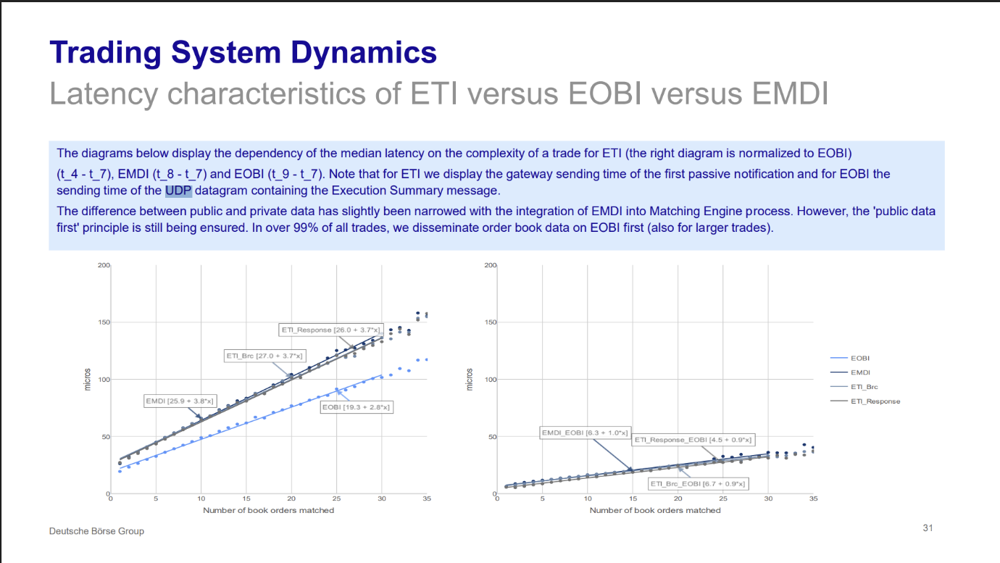 Trading System Dynamics
Latency characteristics of ETI versus EOBI versus EMDI
The diagrams below display the dependency of the median latency on the complexity of a trade for ETI (the right diagram is normalized to EOBI)
(t_4 - t_7), EMDI (t_8 - t_7) and EOBI (t_9 - t_7). Note that for ETI we display the gateway sending time of the first passive notification and for EOBI the
sending time of the UDP datagram containing the Execution Summary message.
The difference between public and private data has slightly been narrowed with the integration of EMDI into Matching Engine process. However, the 'public data
first' principle is still being ensured. In over 99% of all trades, we disseminate order book data on EOBI first (also for larger trades).
200
150
100
50
0
micros
ETI_Response [26.0 + 3.7*x]
ETI_Brc [27.0 + 3.7*x]
EMDI [25.9 + 3.8*x]
EOBI [19.3 + 2.8*x]
0 5 10 15 20 25 30 35
Number of book orders matched
200
150
100
50
0
micros
EMDI_EOBI [6.3 + 1.0*x]
ETI_Response_EOBI [4.5 + 0.9*x]
ETI_Brc_EOBI [6.7 + 0.9*x]
0 5 10 15 20 25 30 35
Number of book orders matched
EOBI
EMDI
ETI_Brc
ETI_Response
Deutsche Börse Group
31